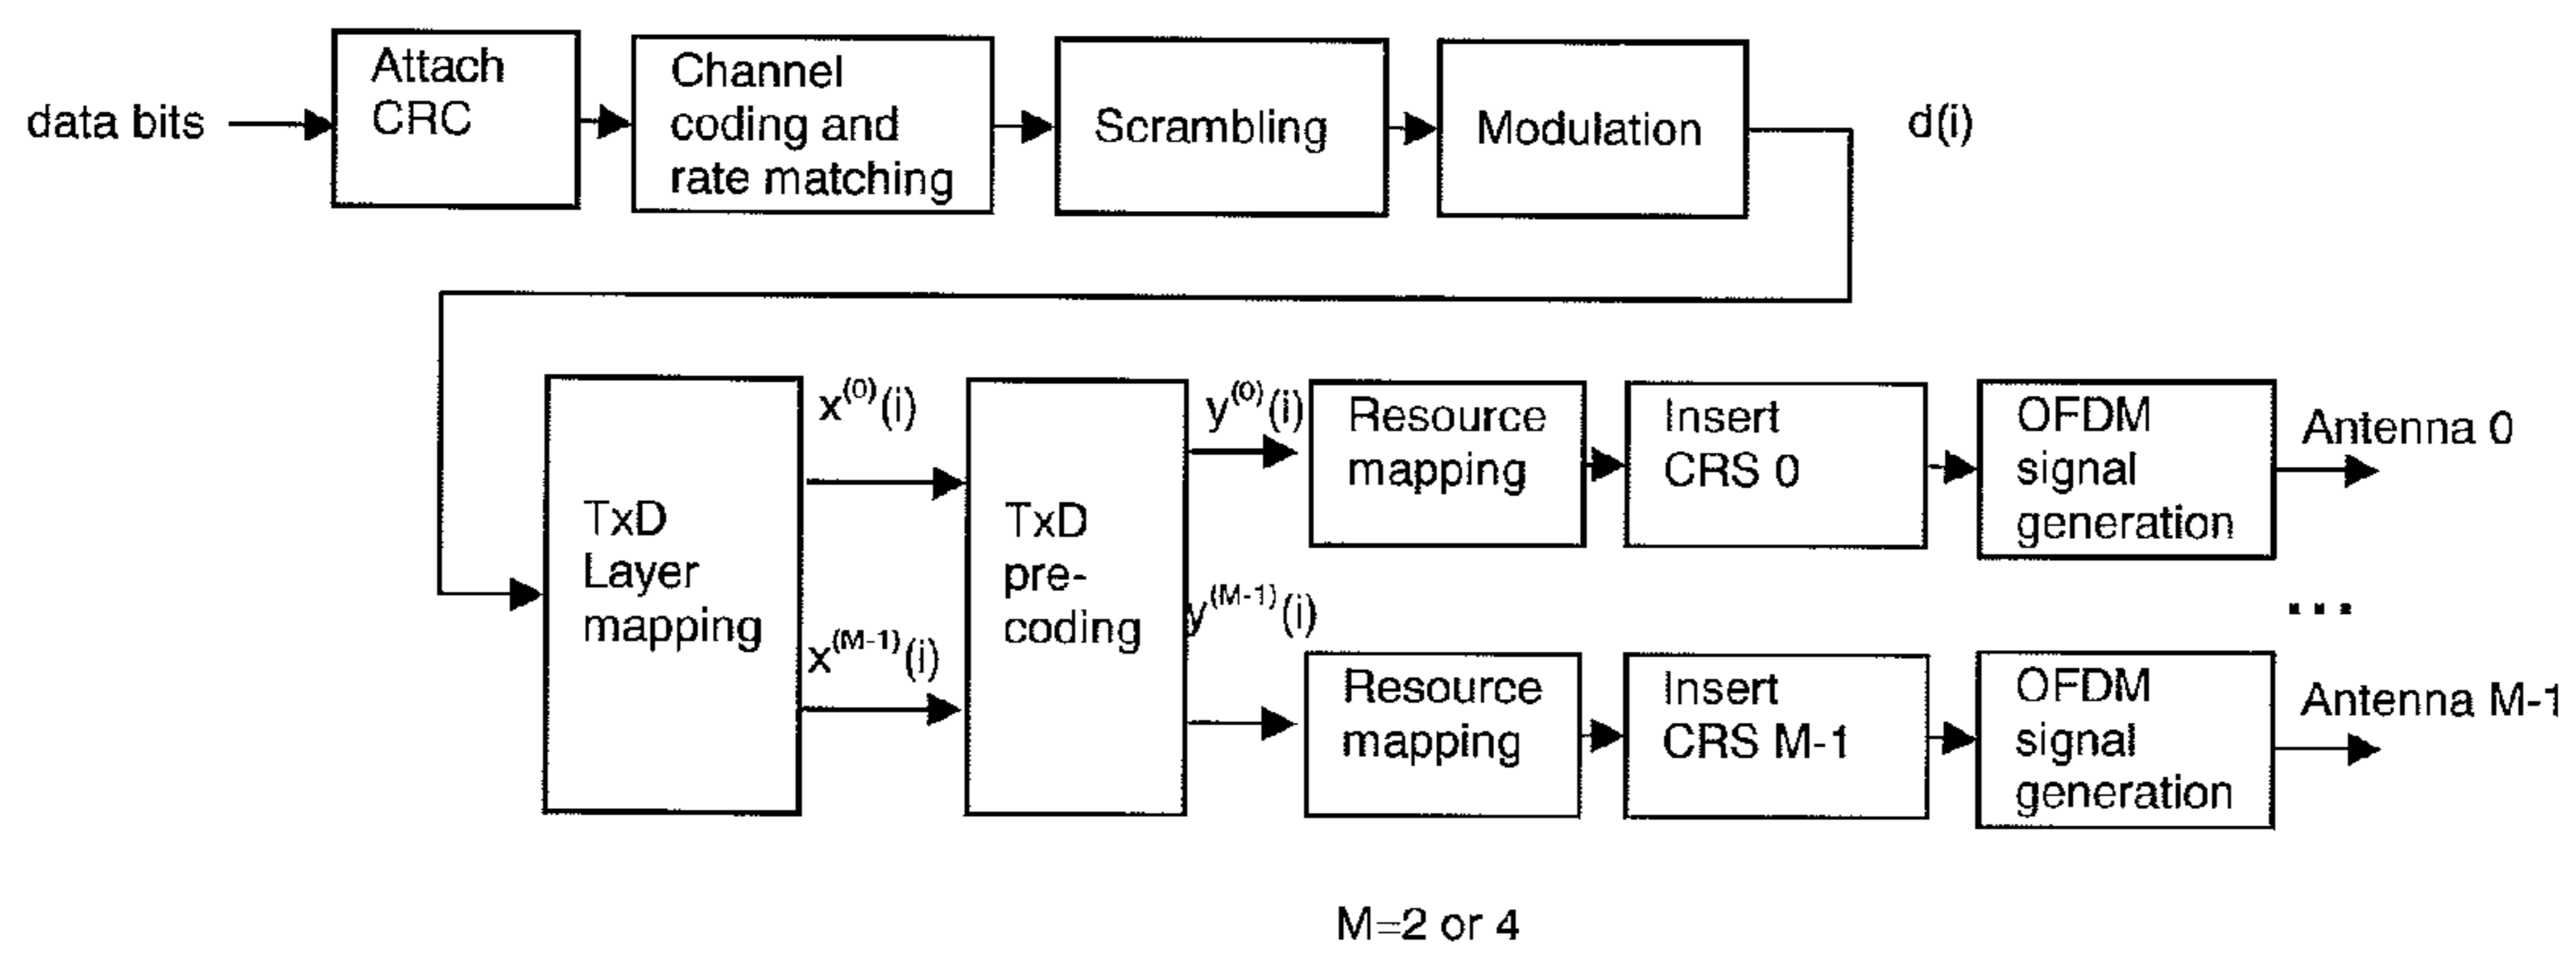 data bits
Attach
CRC
Channel
coding and
rate matching
Scrambling
Modulation
d(i)
TxD
Layer
mapping
x(0)(i)
x(M-1)(i)
TxD
pre-
coding
y(0)(i)
y(M-1)(i)
Resource
mapping
Insert
CRS 0
OFDM
signal
generation
Antenna 0
...
Resource
mapping
Insert
CRS M-1
OFDM
signal
generation
Antenna M-1
M=2 or 4